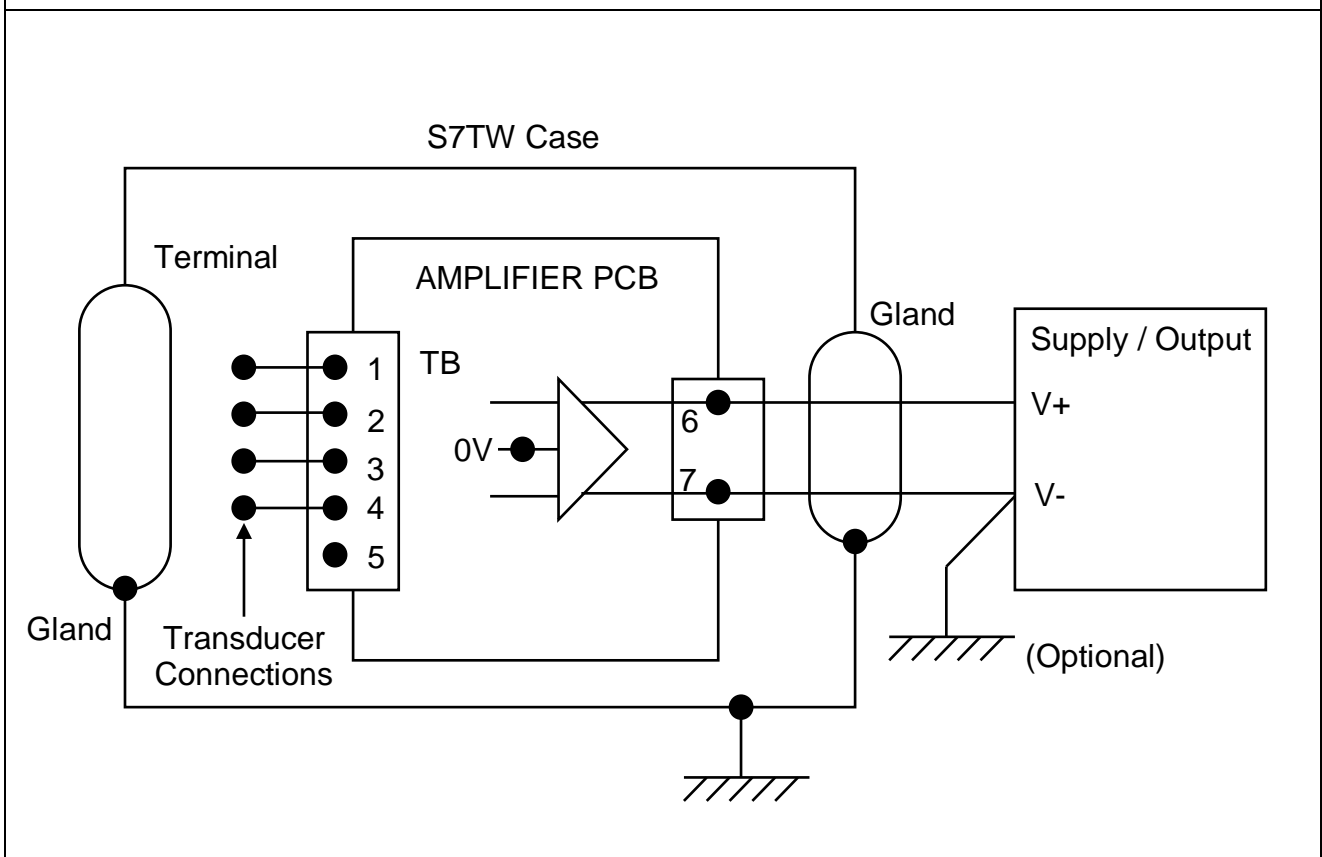 S7TW Case
Terminal
AMPLIFIER PCB
Gland
Supply / Output
TB
1
2
3
4
5
0V
6
7
V+
V-
Gland
Transducer
Connections
(Optional)